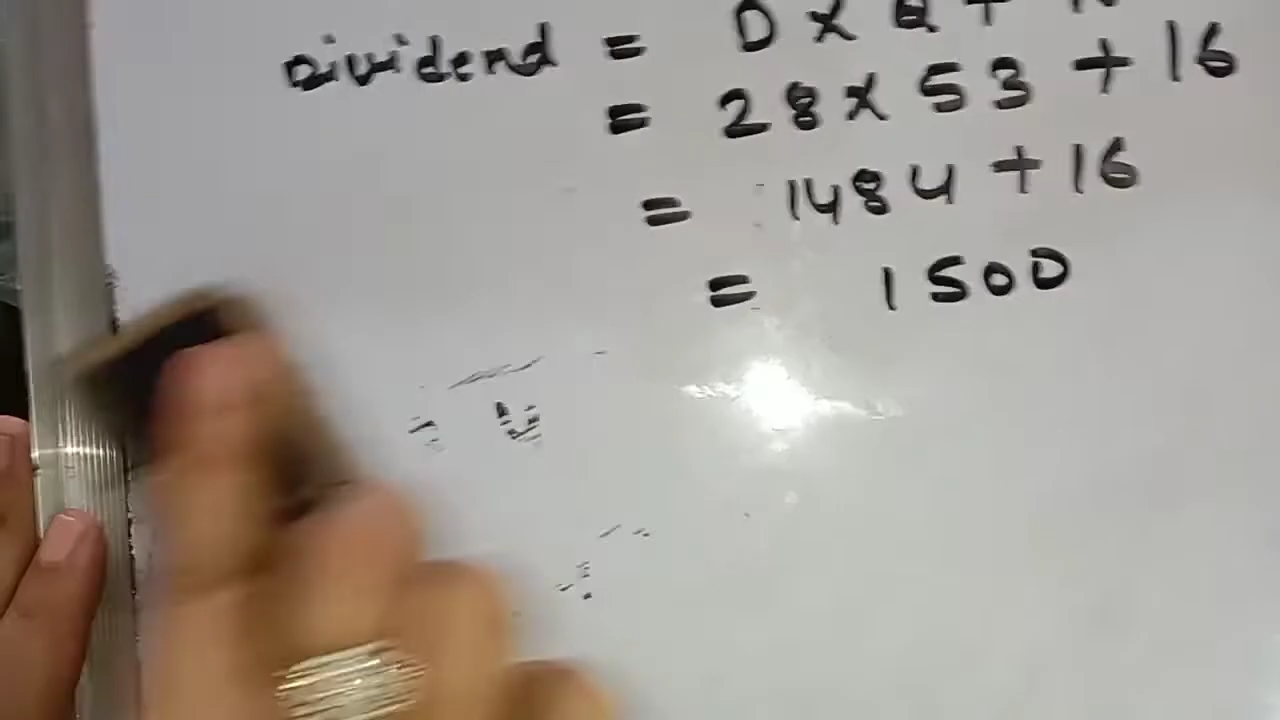 Dividend = D × Q +
= 28 × 53 + 16
= 1484 + 16
= 1500